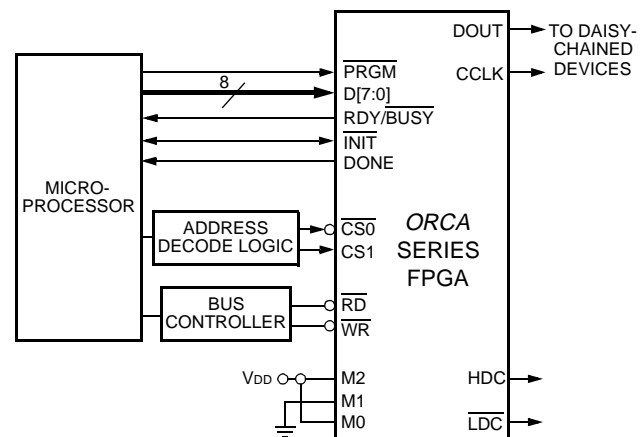 DOUT
TO DAISY-
CHAINED
DEVICES
CCLK
PRGM
8
D[7:0]
RDY/BUSY
INIT
DONE
MICRO-
PROCESSOR
ADDRESS
DECODE LOGIC
CS0
CS1
ORCA
SERIES
FPGA
BUS
CONTROLLER
RD
WR
VDD
M2
M1
M0
HDC
LDC